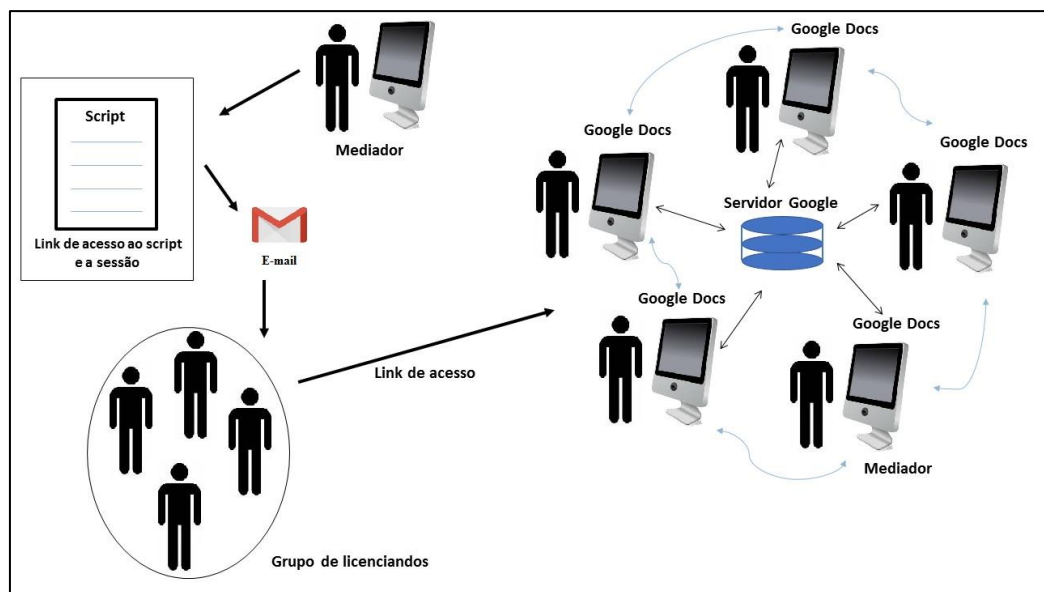 Google Docs
Script
Mediador
Google Docs
Google Docs
Servidor Google
Link de acesso ao script
e a sessão
E-mail
Google Docs
Google Docs
Link de acesso
Mediador
Grupo de licenciandos